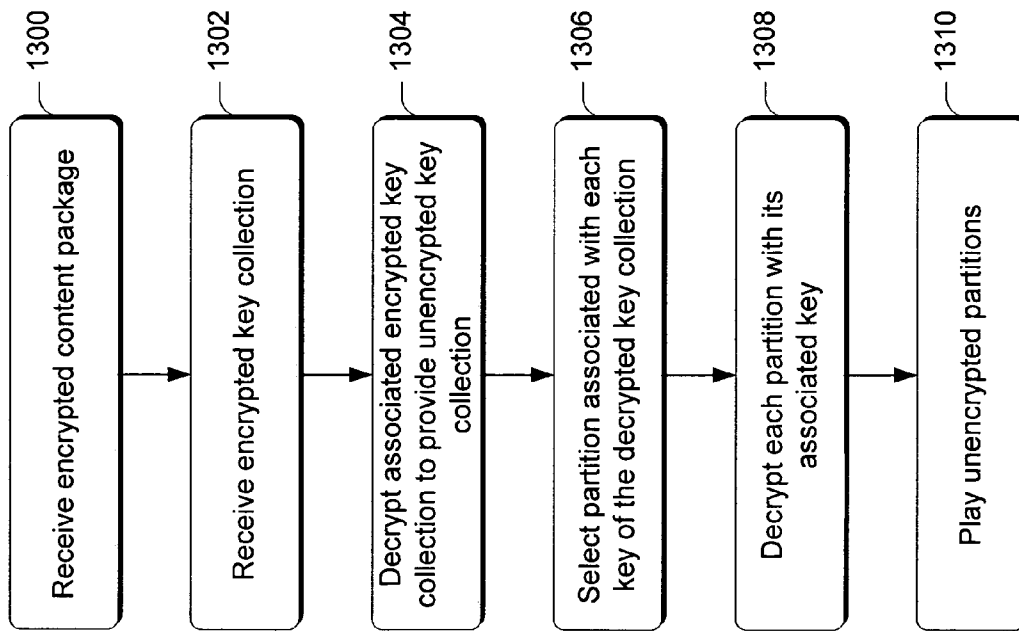 1300
Receive encrypted content package
1302
Receive encrypted key collection
1304
Decrypt associated encrypted key
collection to provide unencrypted key
collection
1306
Select partition associated with each
key of the decrypted key collection
1308
Decrypt each partition with its
associated key
1310
Play unencrypted partitions